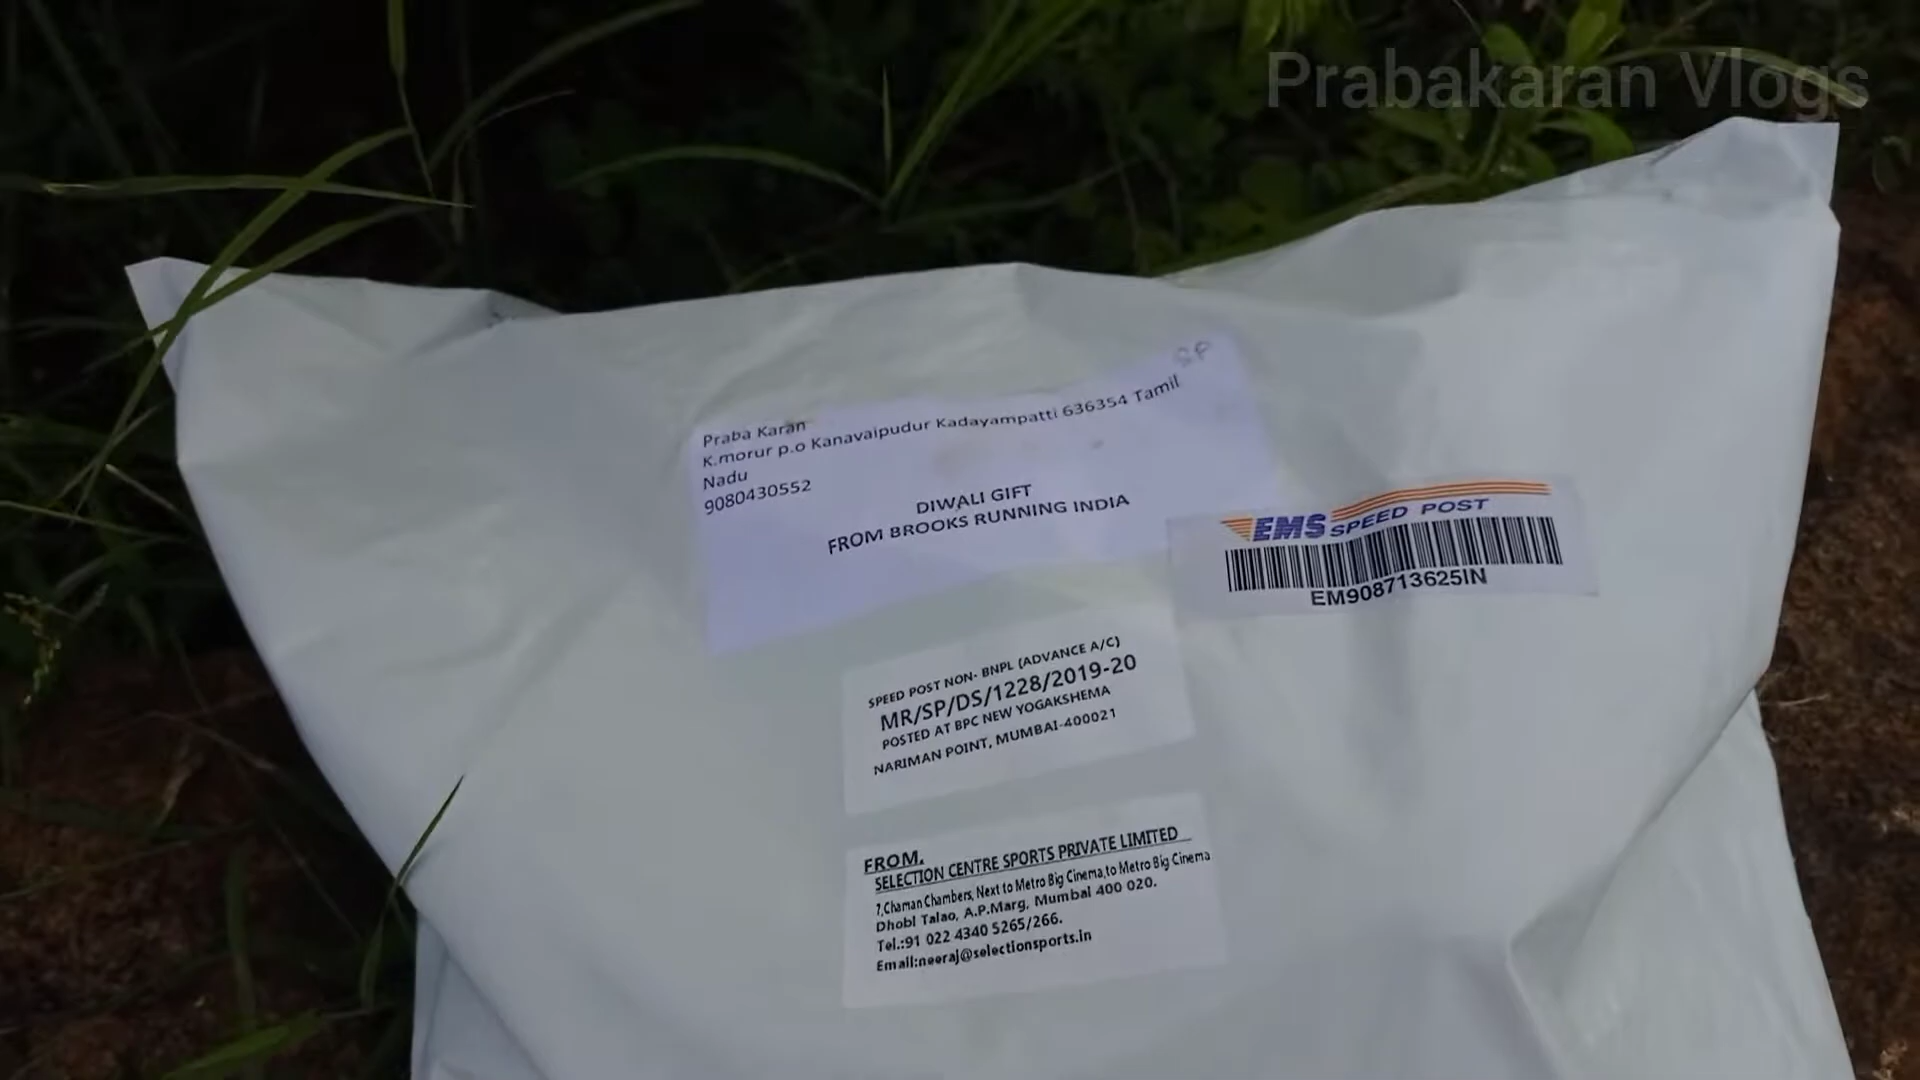 Prabakaran Vlogs
SP
Praba Karan
K.morur p.o Kanavaipudur Kadayampatti 636354 Tamil
Nadu
9080430552
DIWALI GIFT
FROM BROOKS RUNNING INDIA
EMS SPEED POST
EM908713625IN
SPEED POST NON- BNPL (ADVANCE A/C)
MR/SP/DS/1228/2019-20
POSTED AT BPC NEW YOGAKSHEMA
NARIMAN POINT, MUMBAI-400021
FROM.
SELECTION CENTRE SPORTS PRIVATE LIMITED
7,Chaman Chambers, Next to Metro Big Cinema,to Metro Big Cinema
Dhobi Talao, A.P.Marg, Mumbai 400 020.
Tel.:91 022 4340 5265/266.
Email:neeraj@selectionsports.in